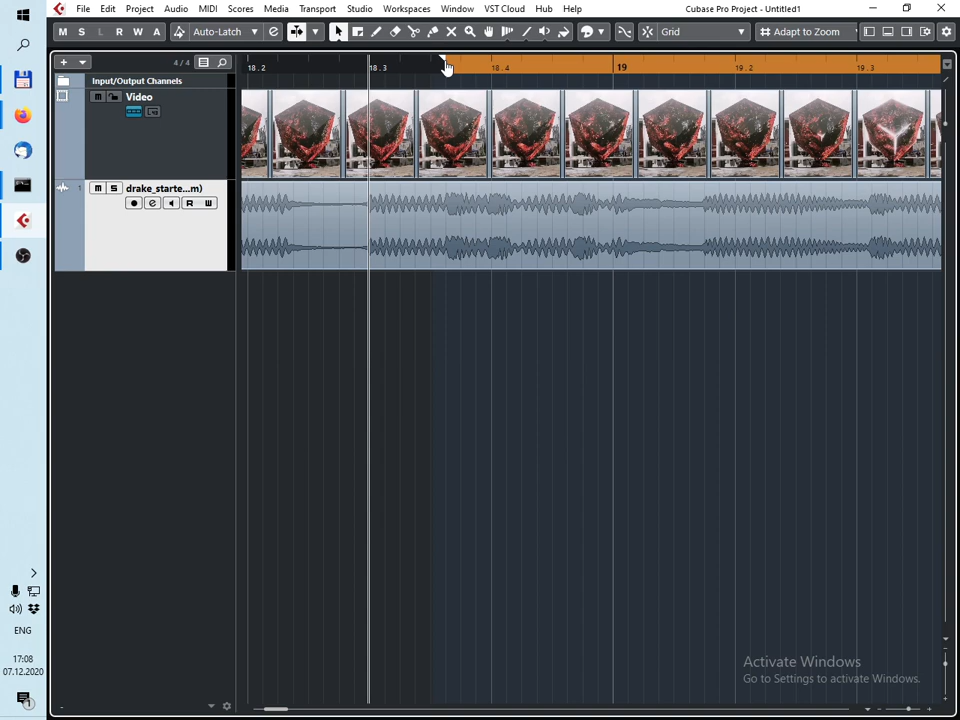 File Edit Project Audio MIDI Scores Media Transport Studio Workspaces Window VST Cloud Hub Help Cubase Pro Project - Untitled1
M S L R W A Auto-Latch Grid Adapt to Zoom
4 / 4 18.2 18.3 18.4 19 19.2 19.3
Input/Output Channels
m Video
1 m S drake_starte...m)
e R W
ENG
17:08
07.12.2020
1
Activate Windows
Go to Settings to activate Windows.